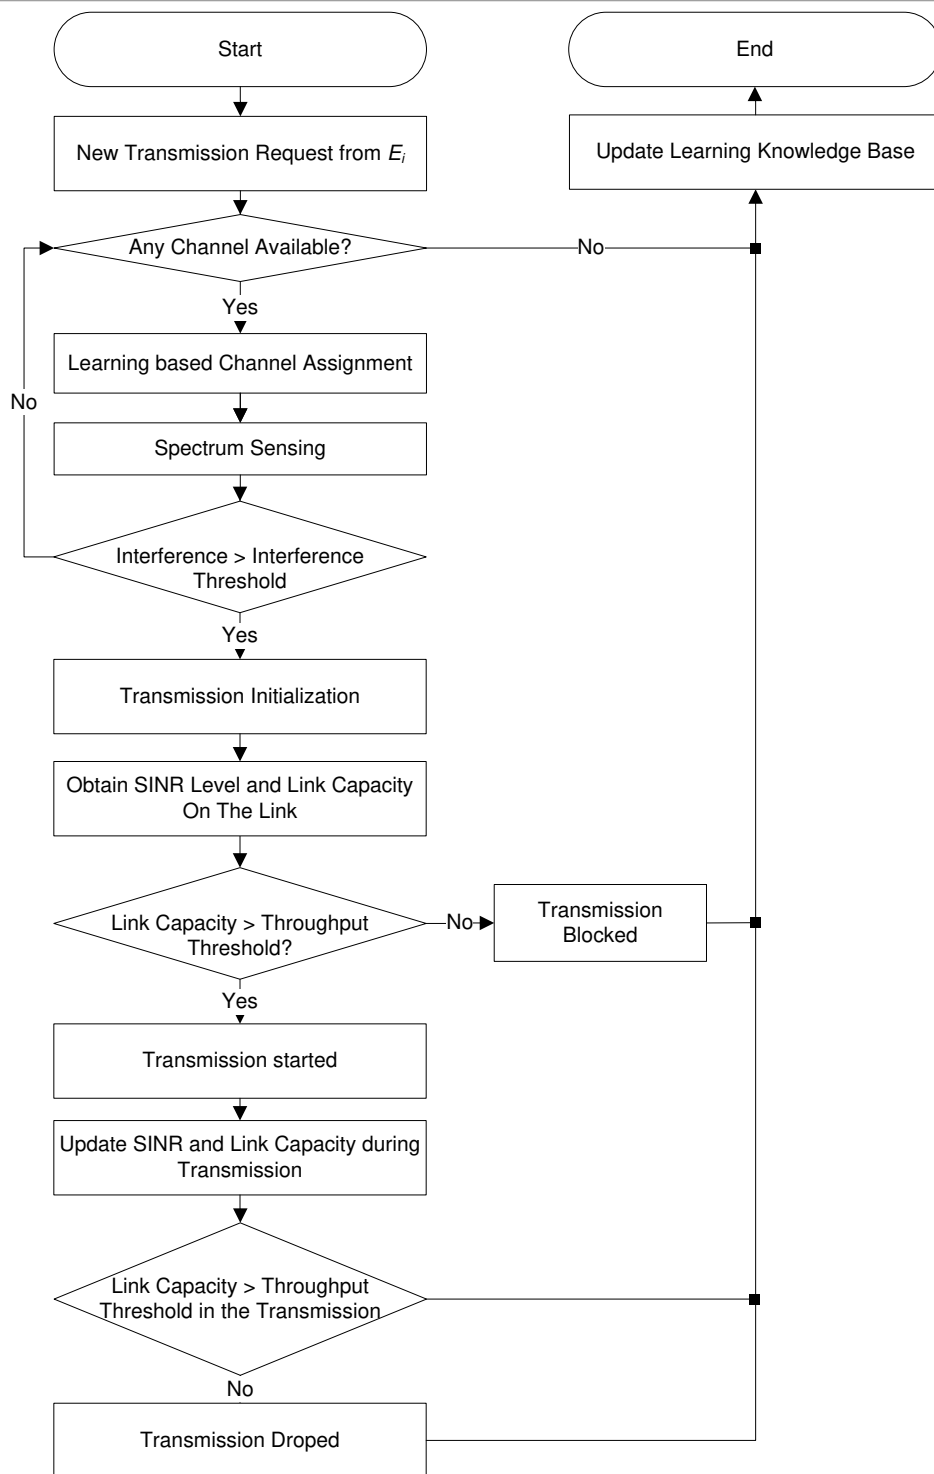 Start
End
New Transmission Request from Ei
Update Learning Knowledge Base
Any Channel Available?
No
Yes
Learning based Channel Assignment
No
Spectrum Sensing
Interference > Interference
Threshold
Yes
Transmission Initialization
Obtain SINR Level and Link Capacity
On The Link
Link Capacity > Throughput
Threshold?
No
Transmission
Blocked
Yes
Transmission started
Update SINR and Link Capacity during
Transmission
Link Capacity > Throughput
Threshold in the Transmission
No
Transmission Droped